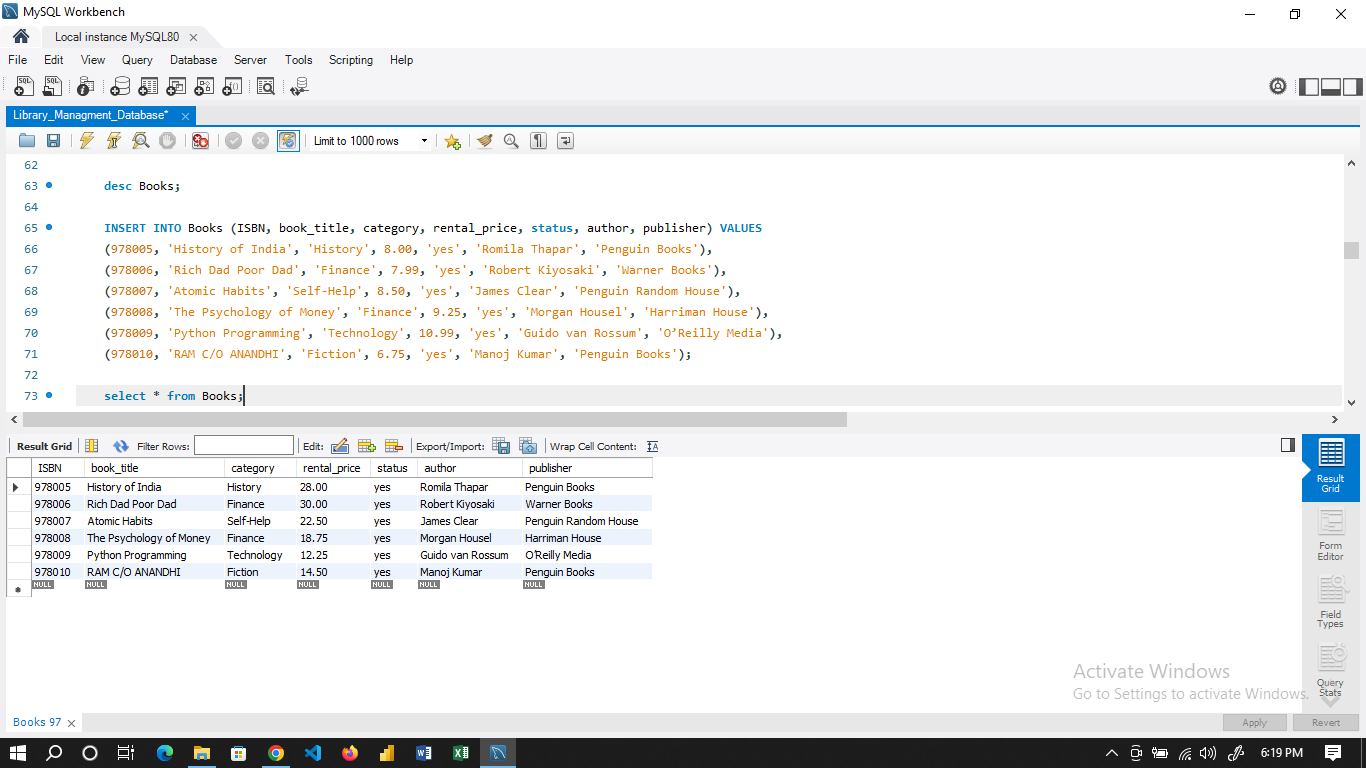 MySQL Workbench
Local instance MySQL80
File Edit View Query Database Server Tools Scripting Help
Library_Managment_Database*
Limit to 1000 rows
62
63 desc Books;
64
65 INSERT INTO Books (ISBN, book_title, category, rental_price, status, author, publisher) VALUES
66 (978005, 'History of India', 'History', 8.00, 'yes', 'Romila Thapar', 'Penguin Books'),
67 (978006, 'Rich Dad Poor Dad', 'Finance', 7.99, 'yes', 'Robert Kiyosaki', 'Warner Books'),
68 (978007, 'Atomic Habits', 'Self-Help', 8.50, 'yes', 'James Clear', 'Penguin Random House'),
69 (978008, 'The Psychology of Money', 'Finance', 9.25, 'yes', 'Morgan Housel', 'Harriman House'),
70 (978009, 'Python Programming', 'Technology', 10.99, 'yes', 'Guido van Rossum', 'O’Reilly Media'),
71 (978010, 'RAM C/O ANANDHI', 'Fiction', 6.75, 'yes', 'Manoj Kumar', 'Penguin Books');
72
73 select * from Books;
Result Grid Filter Rows: Edit: Export/Import: Wrap Cell Content:
ISBN book_title category rental_price status author publisher
978005 History of India History 28.00 yes Romila Thapar Penguin Books
978006 Rich Dad Poor Dad Finance 30.00 yes Robert Kiyosaki Warner Books
978007 Atomic Habits Self-Help 22.50 yes James Clear Penguin Random House
978008 The Psychology of Money Finance 18.75 yes Morgan Housel Harriman House
978009 Python Programming Technology 12.25 yes Guido van Rossum O’Reilly Media
978010 RAM C/O ANANDHI Fiction 14.50 yes Manoj Kumar Penguin Books
NULL NULL NULL NULL NULL NULL NULL
Result
Grid
Form
Editor
Field
Types
Query
Stats
Activate Windows
Go to Settings to activate Windows.
Books 97
Apply Revert
6:19 PM